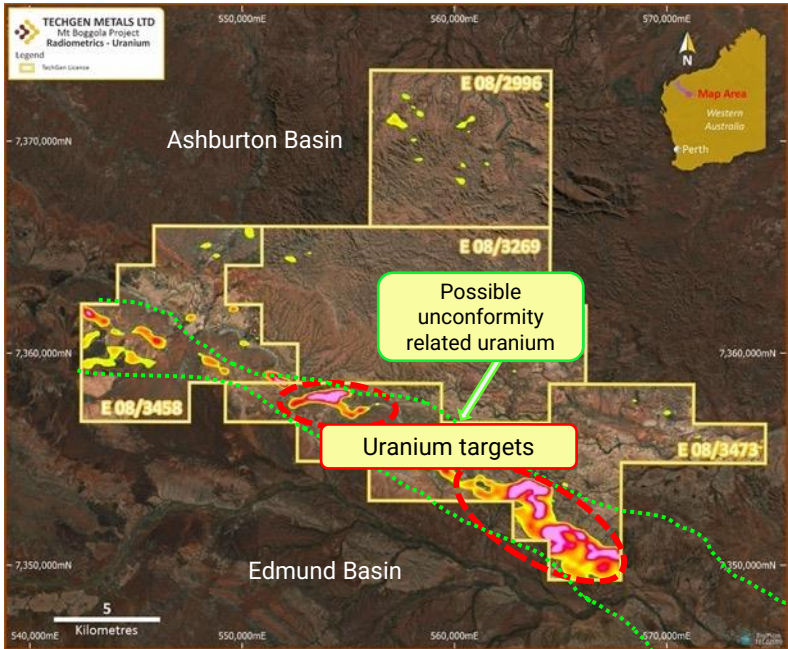 TECHGEN METALS LTD
Mt Boggola Project
Radiometrics - Uranium
Legend
TechGen License
550,000mE
560,000mE
570,000mE
N
Map Area
Western
Australia
Perth
E 08/2996
7,370,000mN
Ashburton Basin
7,370,000mN
E 08/3269
Possible
unconformity
related uranium
7,360,000mN
7,360,000mN
E 08/3458
Uranium targets
E 08/3473
7,350,000mN
7,350,000mN
Edmund Basin
5
Kilometres
540,000mE
550,000mE
560,000mE
570,000mE